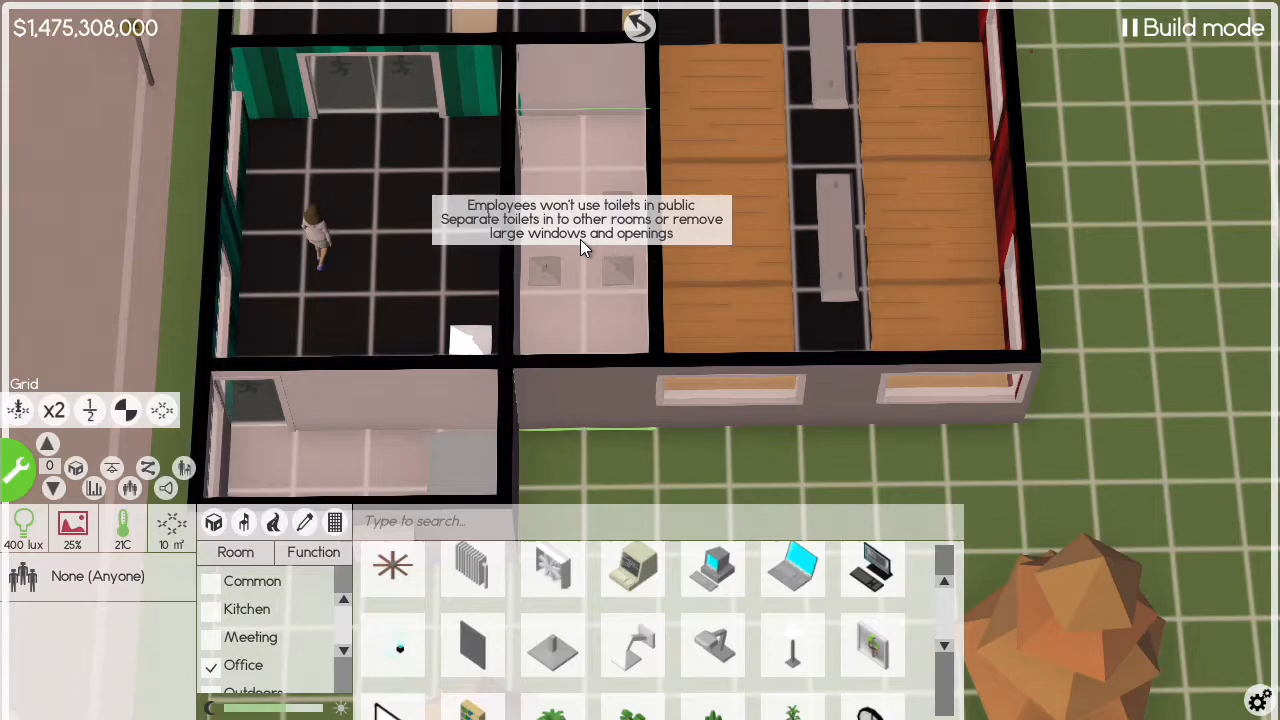 $1,475,308,000
Build mode
Employees won't use toilets in public
Separate toilets in to other rooms or remove
large windows and openings
Grid
x2
1/2
0
400 lux
25%
21C
10 m²
None (Anyone)
Type to search...
Room
Function
Common
Kitchen
Meeting
Office
Outdoors